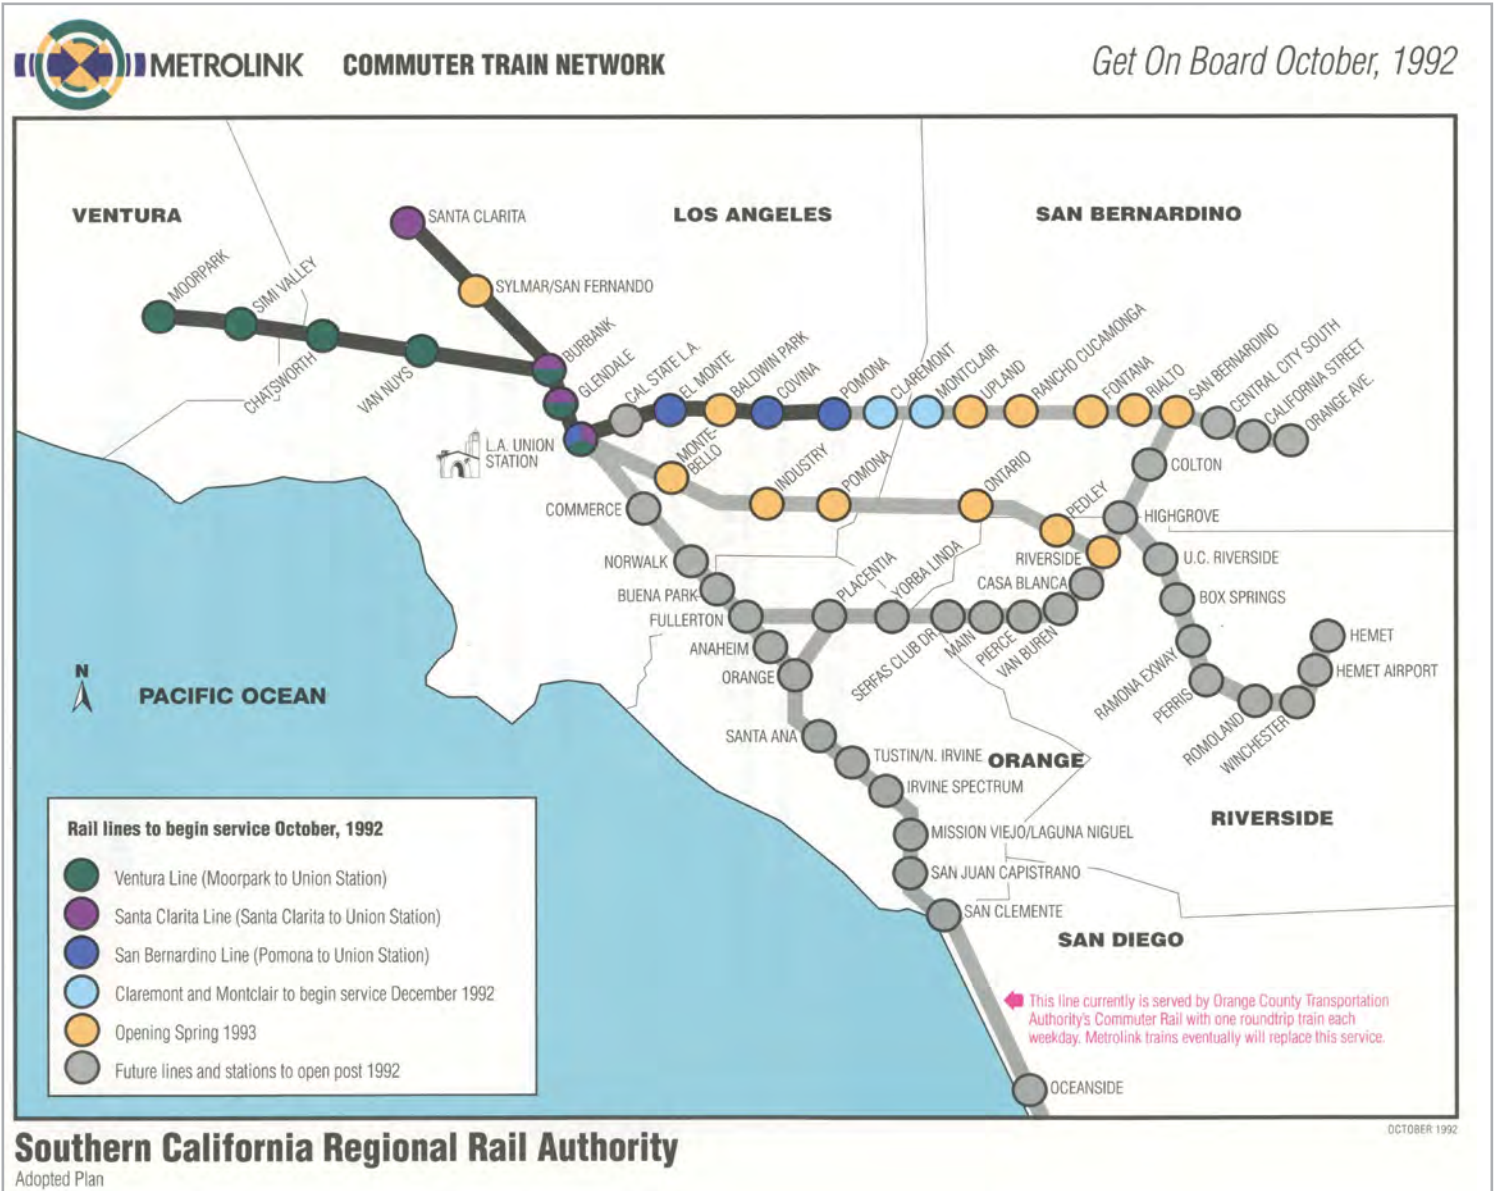 METROLINK COMMUTER TRAIN NETWORK
Get On Board October, 1992
VENTURA
LOS ANGELES
SAN BERNARDINO
SANTA CLARITA
SYLMAR/SAN FERNANDO
MOORPARK
SIMI VALLEY
CHATSWORTH
VAN NUYS
BURBANK
GLENDALE
L.A. UNION
STATION
CAL STATE L.A.
EL MONTE
BALDWIN PARK
COVINA
POMONA
CLAREMONT
MONTCLAIR
UPLAND
RANCHO CUCAMONGA
FONTANA
RIALTO
SAN BERNARDINO
CENTRAL CITY SOUTH
CALIFORNIA STREET
ORANGE AVE.
MONTE-
BELLO
INDUSTRY
POMONA
ONTARIO
PEDLEY
RIVERSIDE
COLTON
HIGHGROVE
U.C. RIVERSIDE
BOX SPRINGS
RAMONA EXWAY
PERRIS
ROMOLAND
WINCHESTER
HEMET AIRPORT
HEMET
COMMERCE
NORWALK
BUENA PARK
FULLERTON
PLACENTIA
YORBA LINDA
SERFAS CLUB DR.
MAIN
PIERCE
VAN BUREN
CASA BLANCA
ANAHEIM
ORANGE
SANTA ANA
TUSTIN/N. IRVINE
IRVINE SPECTRUM
MISSION VIEJO/LAGUNA NIGUEL
SAN JUAN CAPISTRANO
SAN CLEMENTE
OCEANSIDE
ORANGE
RIVERSIDE
SAN DIEGO
N
PACIFIC OCEAN
This line currently is served by Orange County Transportation
Authority's Commuter Rail with one roundtrip train each
weekday. Metrolink trains eventually will replace this service.
Rail lines to begin service October, 1992
Ventura Line (Moorpark to Union Station)
Santa Clarita Line (Santa Clarita to Union Station)
San Bernardino Line (Pomona to Union Station)
Claremont and Montclair to begin service December 1992
Opening Spring 1993
Future lines and stations to open post 1992
OCTOBER 1992
Southern California Regional Rail Authority
Adopted Plan